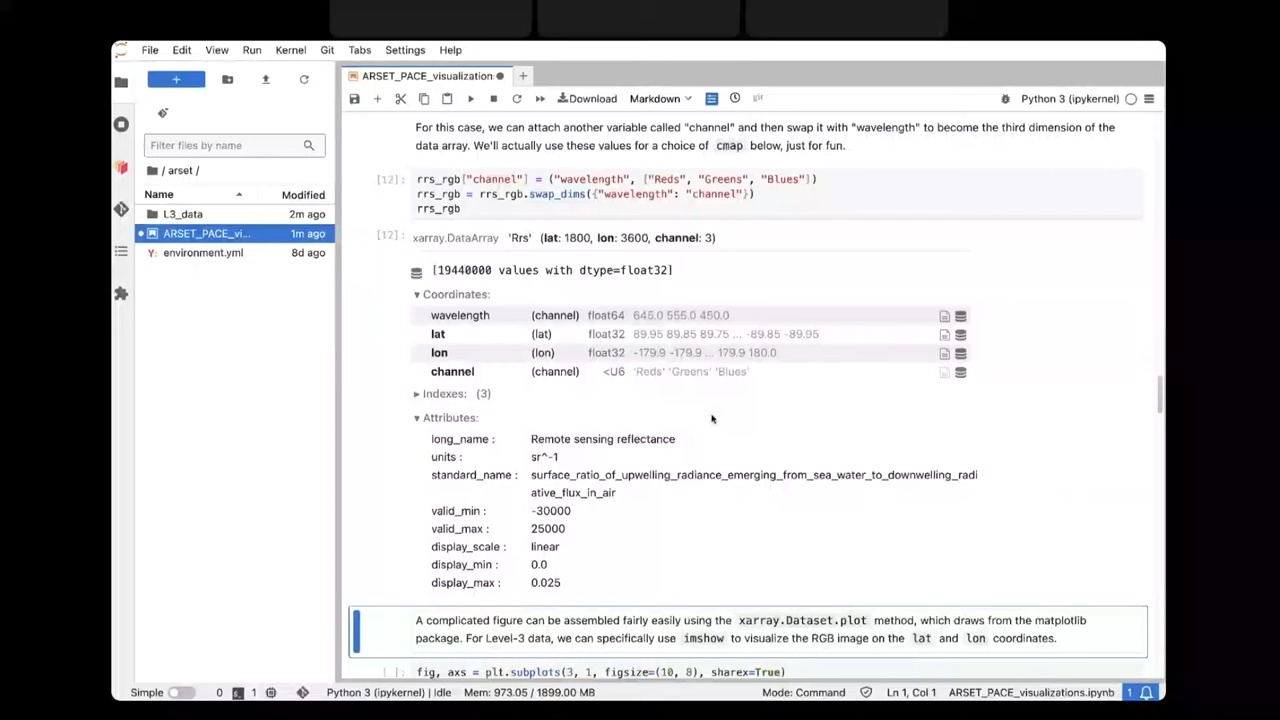 File Edit View Run Kernel Git Tabs Settings Help
+
Filter files by name
/ arset /
Name Modified
L3_data 2m ago
ARSET_PACE_vi... 1m ago
Y: environment.yml 8d ago
ARSET_PACE_visualization +
+ Download Markdown Python 3 (ipykernel)
For this case, we can attach another variable called "channel" and then swap it with "wavelength" to become the third dimension of the
data array. We'll actually use these values for a choice of cmap below, just for fun.
[12]: rrs_rgb["channel"] = ("wavelength", ["Reds", "Greens", "Blues"])
rrs_rgb = rrs_rgb.swap_dims({"wavelength": "channel"})
rrs_rgb
[12]: xarray.DataArray 'Rrs' (lat: 1800, lon: 3600, channel: 3)
[19440000 values with dtype=float32]
Coordinates:
wavelength (channel) float64 645.0 555.0 450.0
lat (lat) float32 89.95 89.85 89.75 ... -89.85 -89.95
lon (lon) float32 -179.9 -179.9 ... 179.9 180.0
channel (channel) <U6 'Reds' 'Greens' 'Blues'
Indexes: (3)
Attributes:
long_name : Remote sensing reflectance
units : sr^-1
standard_name : surface_ratio_of_upwelling_radiance_emerging_from_sea_water_to_downwelling_radi
ative_flux_in_air
valid_min : -30000
valid_max : 25000
display_scale : linear
display_min : 0.0
display_max : 0.025
A complicated figure can be assembled fairly easily using the xarray.Dataset.plot method, which draws from the matplotlib
package. For Level-3 data, we can specifically use imshow to visualize the RGB image on the lat and lon coordinates.
[ ]: fig, axs = plt.subplots(3, 1, figsize=(10, 8), sharex=True)
Simple 0 1 Python 3 (ipykernel) | Idle Mem: 973.05 / 1899.00 MB Mode: Command Ln 1, Col 1 ARSET_PACE_visualizations.ipynb 1